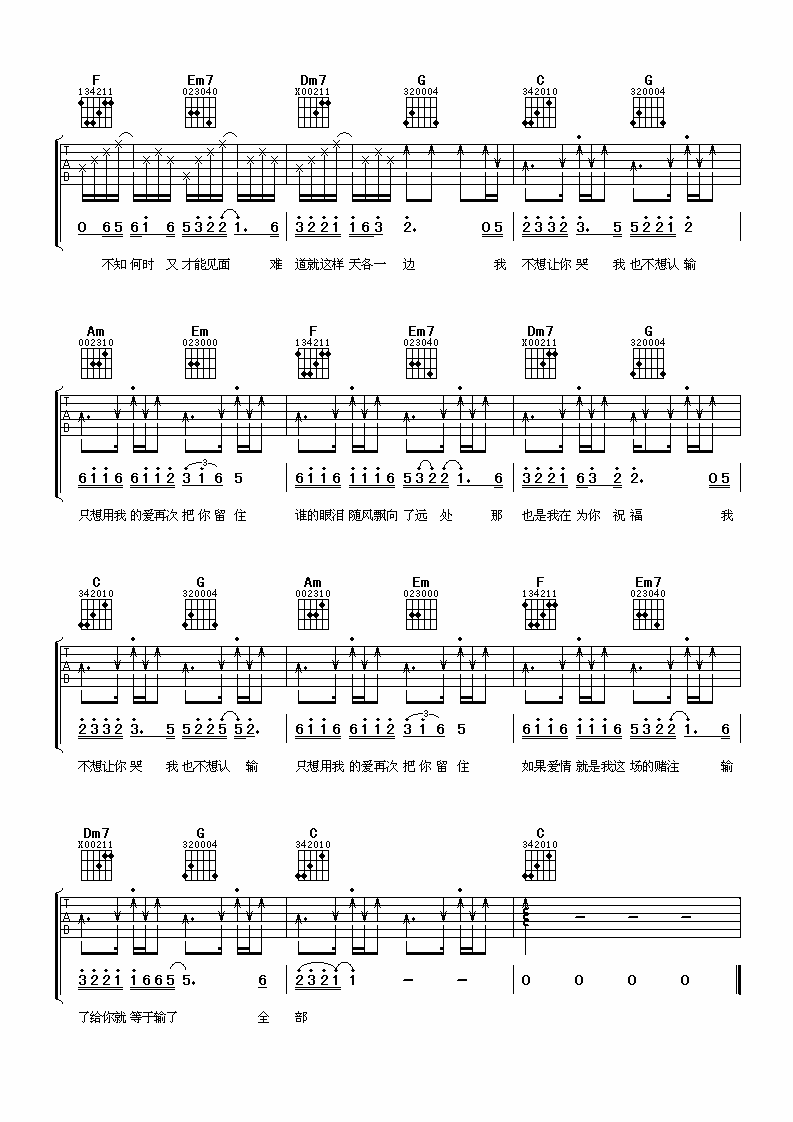 F Em7 Dm7 G C G
134211 023040 X00211 320004 342010 320004
T A B
0 65 61 6 5322 1. 6 3221 163 2. 05 2332 3. 5 5221 2
不知何时 又才能见面 难 道就这样天各一 边 我 不想让你哭 我也不想认输
Am Em F Em7 Dm7 G
002310 023000 134211 023040 X00211 320004
T A B
6116 6112 316 5 6116 1116 5322 1. 6 3221 63 2 2. 05
3
只想用我的爱再次把你留住 谁的眼泪随风飘向了远处 那 也是我在为你祝福 我
C G Am Em F Em7
342010 320004 002310 023000 134211 023040
T A B
2332 3. 5 5225 52. 6116 6112 316 5 6116 1116 5322 1. 6
3
不想让你哭 我也不想认 输 只想用我的爱再次把你留住 如果爱情就是我这场的赌注 输
Dm7 G C C
X00211 320004 342010 342010
T A B
3221 1665 5. 6 2321 1 - - 0 0 0 0
了给你就等于输了 全 部